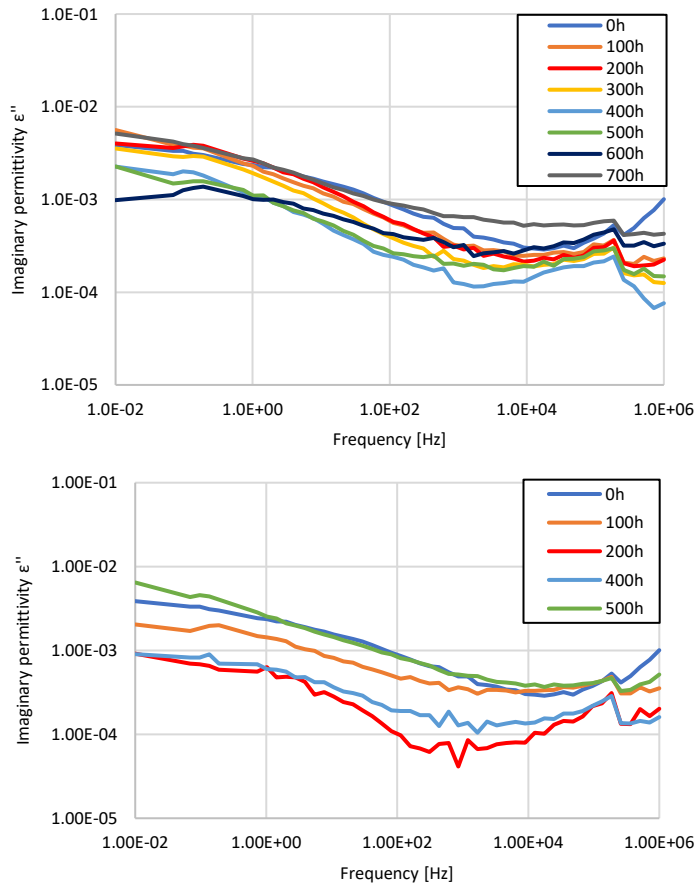 1.0E-01
1.0E-02
1.0E-03
1.0E-04
1.0E-05
Imaginary permittivity ε"
1.0E-02 1.0E+00 1.0E+02 1.0E+04 1.0E+06
Frequency [Hz]
0h
100h
200h
300h
400h
500h
600h
700h
1.00E-01
1.00E-02
1.00E-03
1.00E-04
1.00E-05
Imaginary permittivity ε"
1.00E-02 1.00E+00 1.00E+02 1.00E+04 1.00E+06
Frequency [Hz]
0h
100h
200h
400h
500h